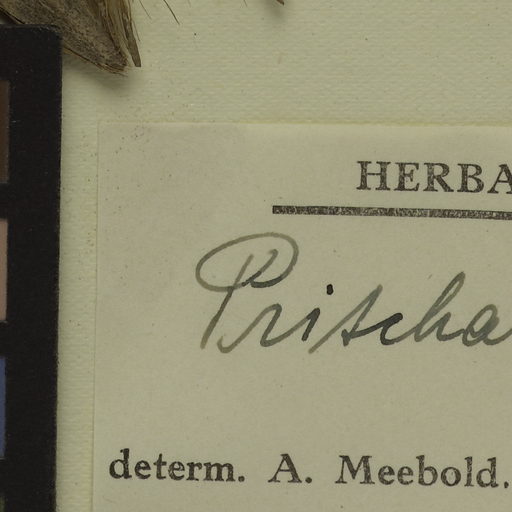 HERBA
Pritcha
determ. A. Meebold.